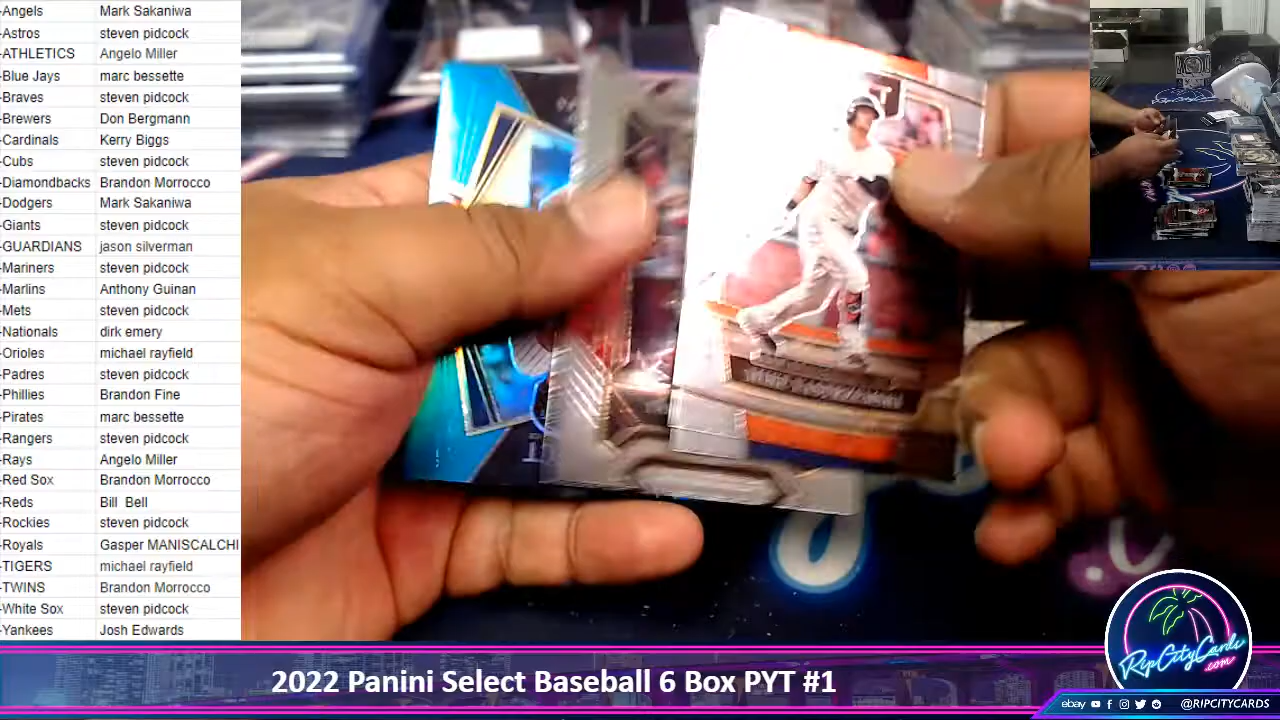 -Angels Mark Sakaniwa
-Astros steven pidcock
-ATHLETICS Angelo Miller
-Blue Jays marc bessette
-Braves steven pidcock
-Brewers Don Bergmann
-Cardinals Kerry Biggs
-Cubs steven pidcock
-Diamondbacks Brandon Morrocco
-Dodgers Mark Sakaniwa
-Giants steven pidcock
-GUARDIANS jason silverman
-Mariners steven pidcock
-Marlins Anthony Guinan
-Mets steven pidcock
-Nationals dirk emery
-Orioles michael rayfield
-Padres steven pidcock
-Phillies Brandon Fine
-Pirates marc bessette
-Rangers steven pidcock
-Rays Angelo Miller
-Red Sox Brandon Morrocco
-Reds Bill Bell
-Rockies steven pidcock
-Royals Gasper MANISCALCHI
-TIGERS michael rayfield
-TWINS Brandon Morrocco
-White Sox steven pidcock
-Yankees Josh Edwards
RipCityCards
.com
2022 Panini Select Baseball 6 Box PYT #1
ebay @RIPCITYCARDS